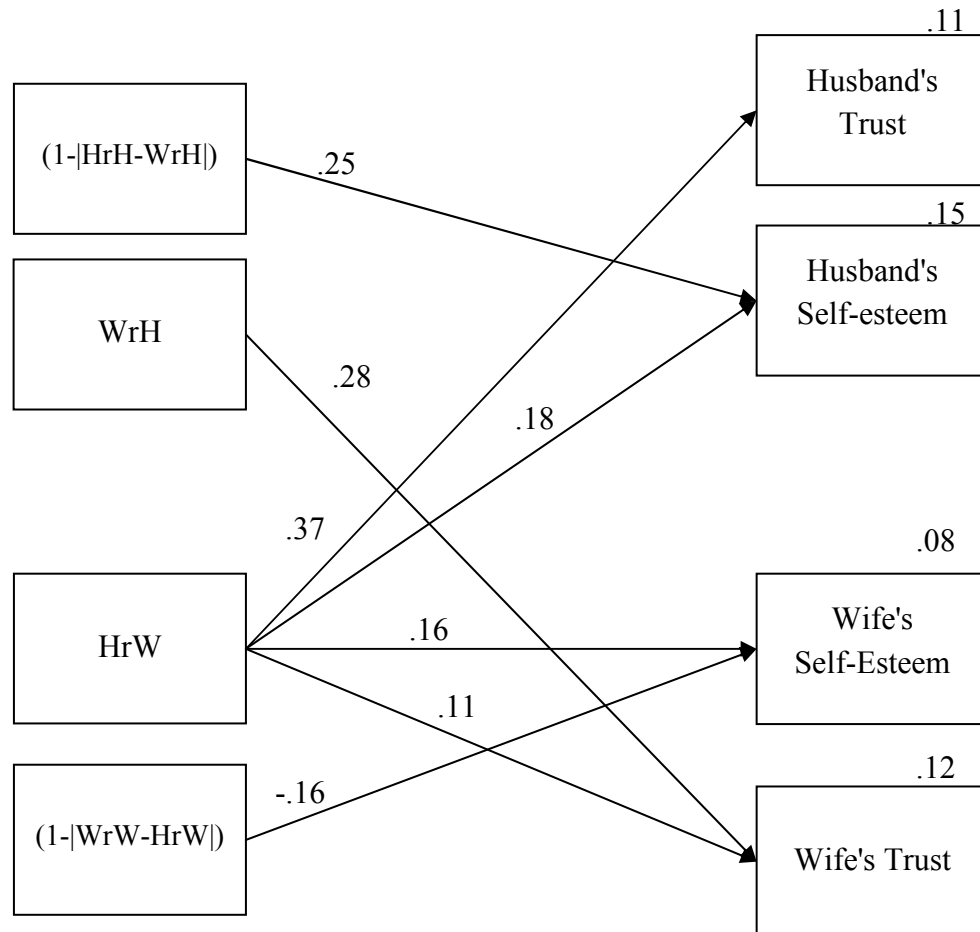 .11
Husband's
Trust
(1-|HrH-WrH|)
.25
.15
Husband's
Self-esteem
WrH
.28
.18
.37
.08
HrW
.16
Wife's
Self-Esteem
.11
-.16
.12
(1-|WrW-HrW|)
Wife's Trust